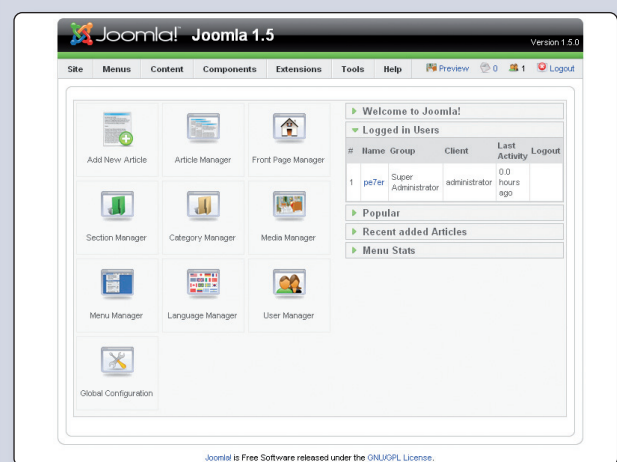 Joomla! Joomla 1.5
Version 1.5.0
Site Menus Content Components Extensions Tools Help Preview 0 1 Logout
Add New Article Article Manager Front Page Manager
Section Manager Category Manager Media Manager
Menu Manager Language Manager User Manager
Global Configuration
Welcome to Joomla!
Logged in Users
# Name Group Client Last Activity Logout
1 pe7er Super Administrator administrator 0.0 hours ago
Popular
Recent added Articles
Menu Stats
Joomla! is Free Software released under the GNU/GPL License.